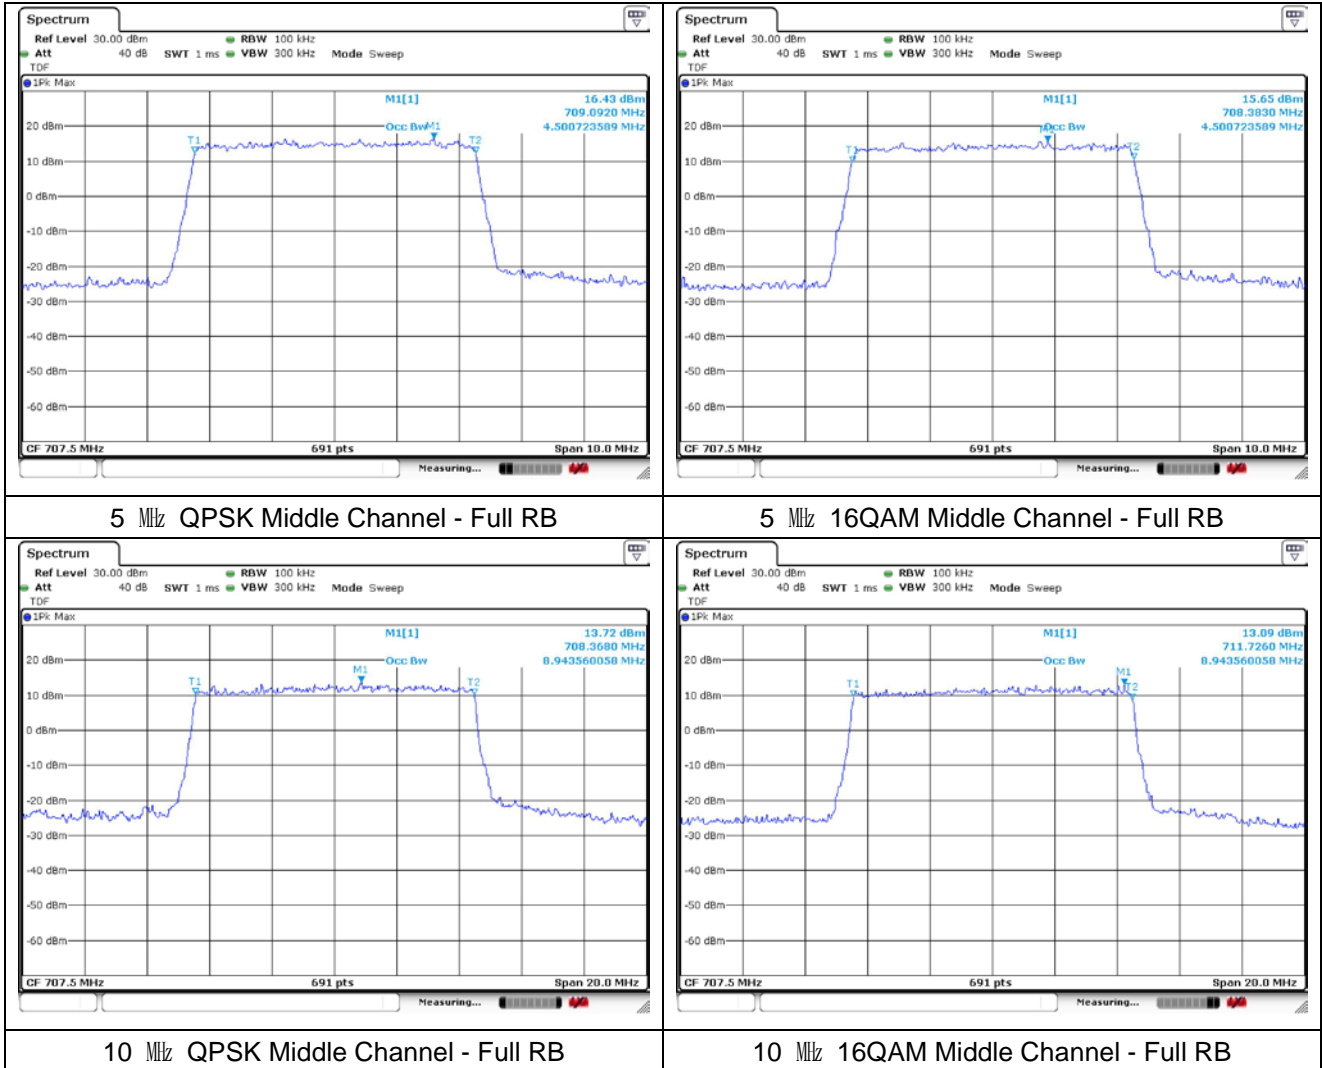 Spectrum
Ref Level 30.00 dBm RBW 100 kHz
Att 40 dB SWT 1 ms VBW 300 kHz Mode Sweep
TDF
1Pk Max
M1[1] 16.43 dBm
709.0920 MHz
Occ Bw 4.500723589 MHz
M1
T1
T2
20 dBm
10 dBm
0 dBm
-10 dBm
-20 dBm
-30 dBm
-40 dBm
-50 dBm
-60 dBm
CF 707.5 MHz 691 pts Span 10.0 MHz
Measuring...
5 ㎒ QPSK Middle Channel - Full RB
Spectrum
Ref Level 30.00 dBm RBW 100 kHz
Att 40 dB SWT 1 ms VBW 300 kHz Mode Sweep
TDF
1Pk Max
M1[1] 15.65 dBm
708.3830 MHz
Occ Bw 4.500723589 MHz
M1
T1
T2
20 dBm
10 dBm
0 dBm
-10 dBm
-20 dBm
-30 dBm
-40 dBm
-50 dBm
-60 dBm
CF 707.5 MHz 691 pts Span 10.0 MHz
Measuring...
5 ㎒ 16QAM Middle Channel - Full RB
Spectrum
Ref Level 30.00 dBm RBW 100 kHz
Att 40 dB SWT 1 ms VBW 300 kHz Mode Sweep
TDF
1Pk Max
M1[1] 13.72 dBm
708.3680 MHz
Occ Bw 8.943560058 MHz
M1
T1
T2
20 dBm
10 dBm
0 dBm
-10 dBm
-20 dBm
-30 dBm
-40 dBm
-50 dBm
-60 dBm
CF 707.5 MHz 691 pts Span 20.0 MHz
Measuring...
10 ㎒ QPSK Middle Channel - Full RB
Spectrum
Ref Level 30.00 dBm RBW 100 kHz
Att 40 dB SWT 1 ms VBW 300 kHz Mode Sweep
TDF
1Pk Max
M1[1] 13.09 dBm
711.7260 MHz
Occ Bw 8.943560058 MHz
M1
T1
T2
20 dBm
10 dBm
0 dBm
-10 dBm
-20 dBm
-30 dBm
-40 dBm
-50 dBm
-60 dBm
CF 707.5 MHz 691 pts Span 20.0 MHz
Measuring...
10 ㎒ 16QAM Middle Channel - Full RB